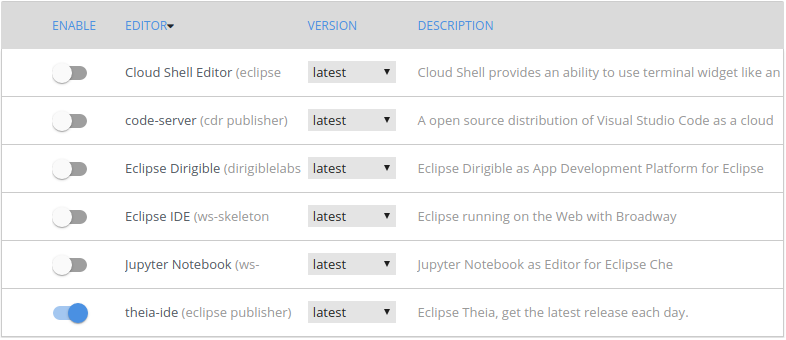 ENABLE EDITOR VERSION DESCRIPTION
Cloud Shell Editor (eclipse latest Cloud Shell provides an ability to use terminal widget like an
code-server (cdr publisher) latest A open source distribution of Visual Studio Code as a cloud
Eclipse Dirigible (dirigiblelabs latest Eclipse Dirigible as App Development Platform for Eclipse
Eclipse IDE (ws-skeleton latest Eclipse running on the Web with Broadway
Jupyter Notebook (ws- latest Jupyter Notebook as Editor for Eclipse Che
theia-ide (eclipse publisher) latest Eclipse Theia, get the latest release each day.